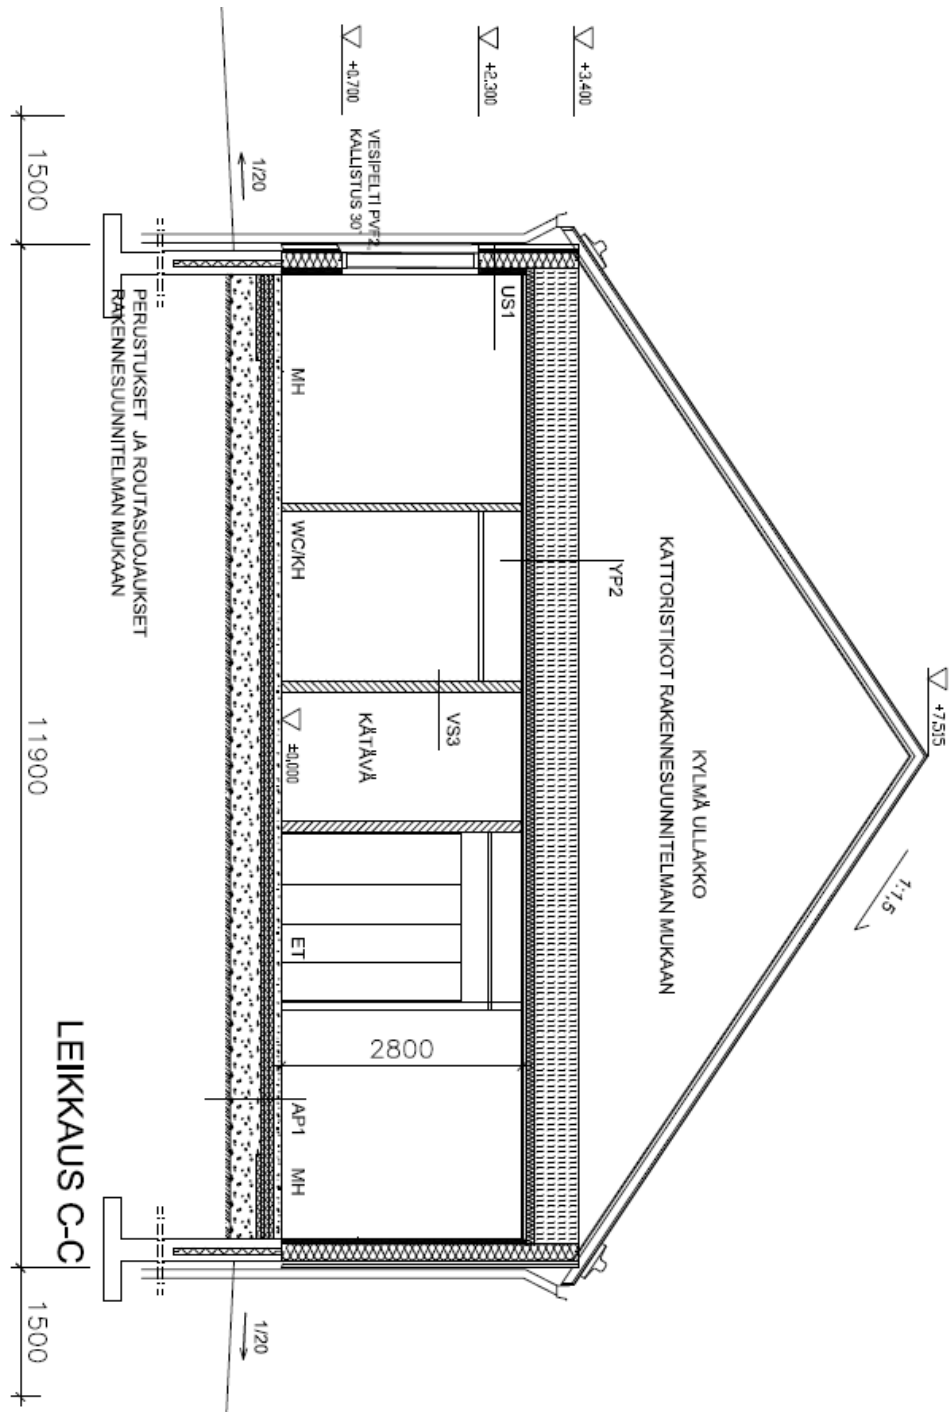 +7.515
1:1,5
KYLMÄ ULLAKKO
KATTORISTIKOT RAKENNESUUNNITELMAN MUKAAN
+3.400
+2.300
+0.700
VESIPELTI PVF2,
KALLISTUS 30°
YP2
US1
VS3
KÄTÄVÄ
±0,000
2800
MH
WC/KH
ET
AP1
MH
1/20
1/20
PERUSTUKSET JA ROUTASUOJAUKSET
RAKENNESUUNNITELMAN MUKAAN
LEIKKAUS C-C
1500
11900
1500